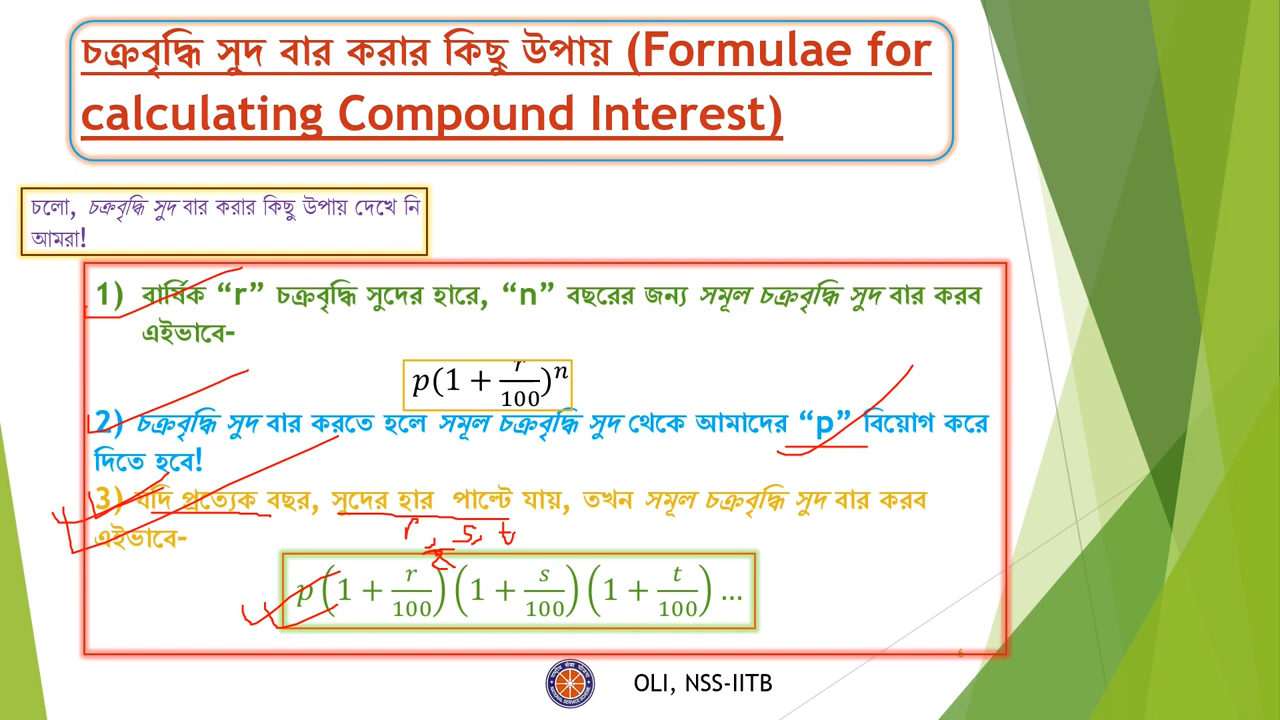 চক্রবৃদ্ধি সুদ বার করার কিছু উপায় (Formulae for
calculating Compound Interest)
চলো, চক্রবৃদ্ধি সুদ বার করার কিছু উপায় দেখে নি
আমরা!
1) বার্ষিক “r” চক্রবৃদ্ধি সুদের হারে, “n” বছরের জন্য সমূল চক্রবৃদ্ধি সুদ বার করব
এইভাবে-
p(1 + r/100)^n
2) চক্রবৃদ্ধি সুদ বার করতে হলে সমূল চক্রবৃদ্ধি সুদ থেকে আমাদের “p” বিয়োগ করে
দিতে হবে!
3) যদি প্রত্যেক বছর, সুদের হার পাল্টে যায়, তখন সমূল চক্রবৃদ্ধি সুদ বার করব
এইভাবে-
r, s, t
p(1 + r/100)(1 + s/100)(1 + t/100) ...
6
OLI, NSS-IITB